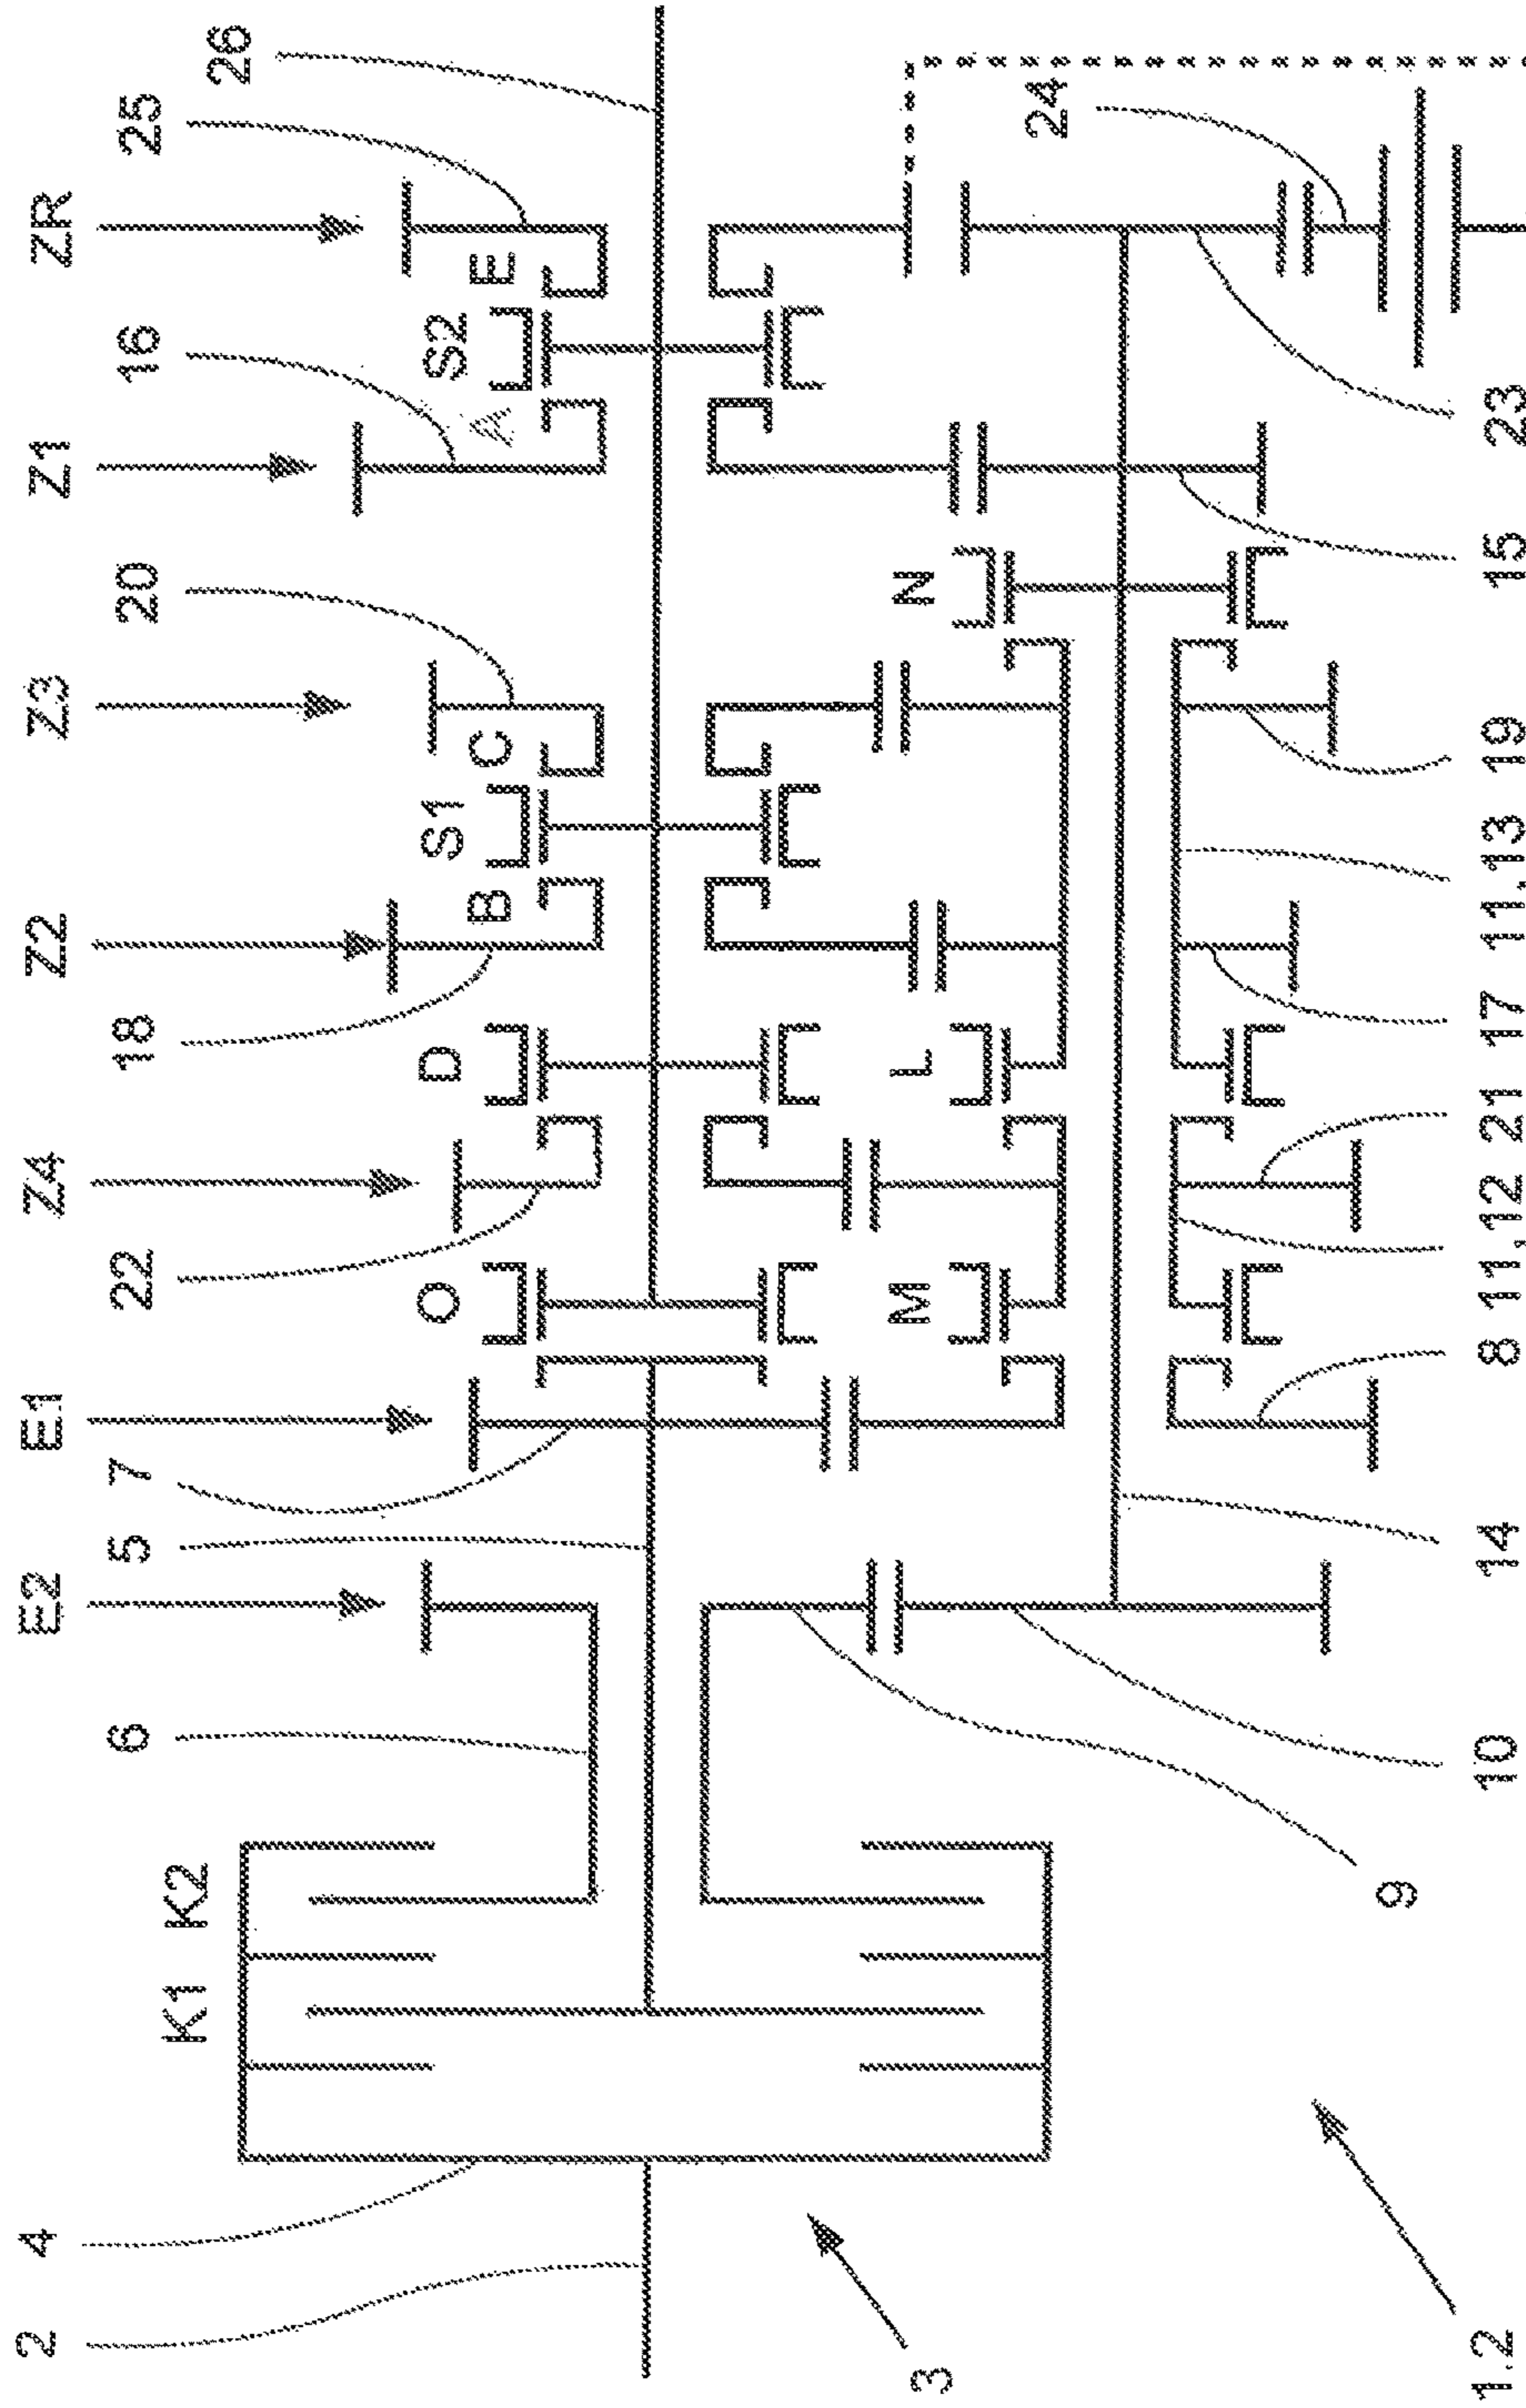 2 4 E2 E1 Z4 Z2 Z3 Z1 ZR
K1 K2 6 5 7 22 18 20 16 25 26
O D B S1 C A S2 E
M L N 24
3 9
1.2 10 14 8 11,12 21 17 11,13 19 15 23